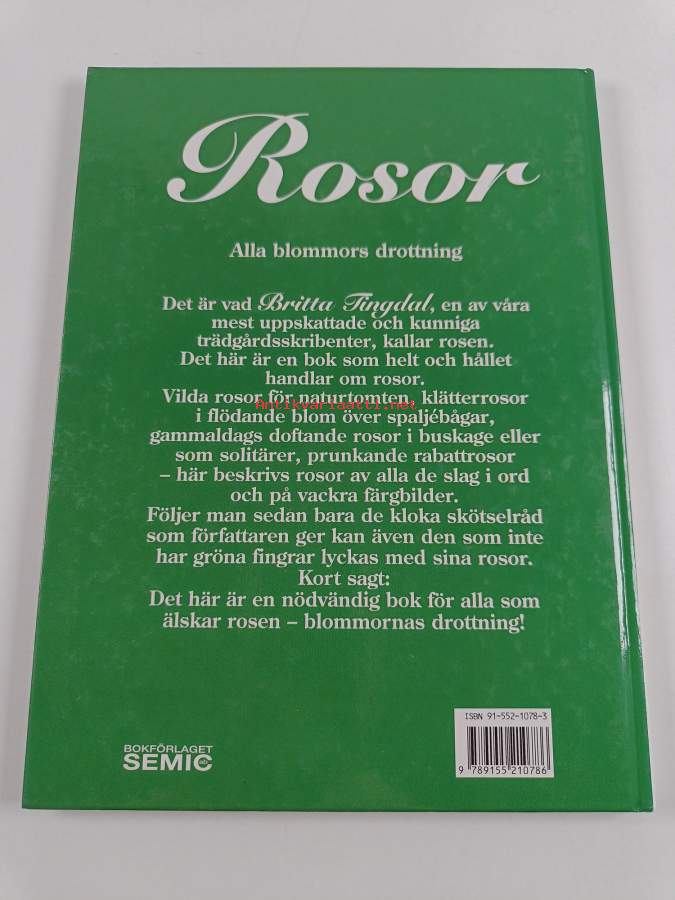 Rosor
Alla blommors drottning
Det är vad Britta Tingdal, en av våra
mest uppskattade och kunniga
trädgårdsskribenter, kallar rosen.
Det här är en bok som helt och hållet
handlar om rosor.
Vilda rosor för naturtomten, klätterrosor
Antikvariaatti.net
i flödande blom över spaljébågar,
gammaldags doftande rosor i buskage eller
som solitärer, prunkande rabattrosor
– här beskrivs rosor av alla de slag i ord
och på vackra färgbilder.
Följer man sedan bara de kloka skötselråd
som författaren ger kan även den som inte
har gröna fingrar lyckas med sina rosor.
Kort sagt:
Det här är en nödvändig bok för alla som
älskar rosen – blommornas drottning!
ISBN 91-552-1078-3
9 789155 210786
BOKFÖRLAGET
SEMIC ab